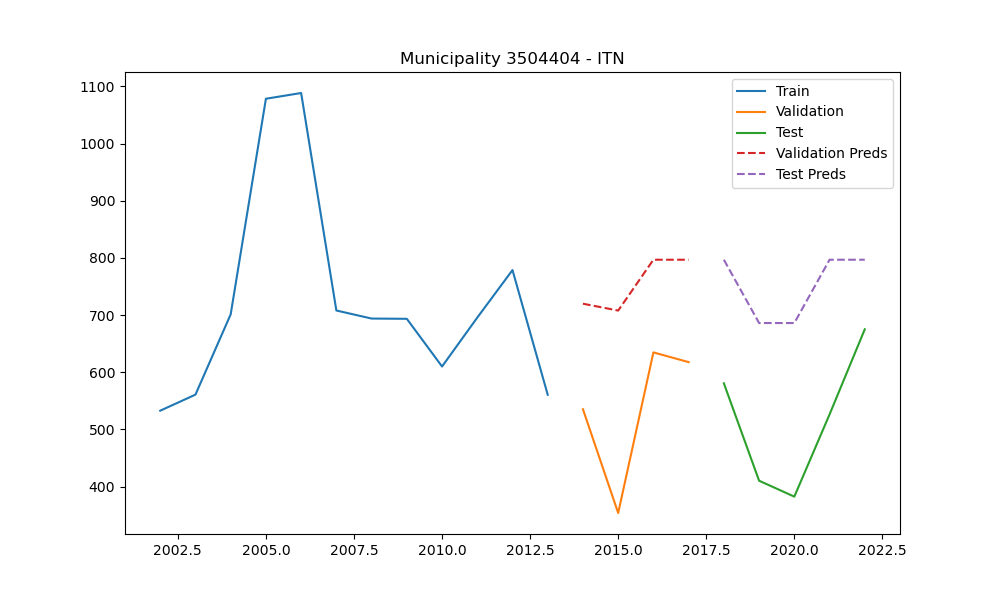 Municipality 3504404 - ITN
1100
1000
900
800
700
600
500
400
Train
Validation
Test
Validation Preds
Test Preds
2002.5 2005.0 2007.5 2010.0 2012.5 2015.0 2017.5 2020.0 2022.5